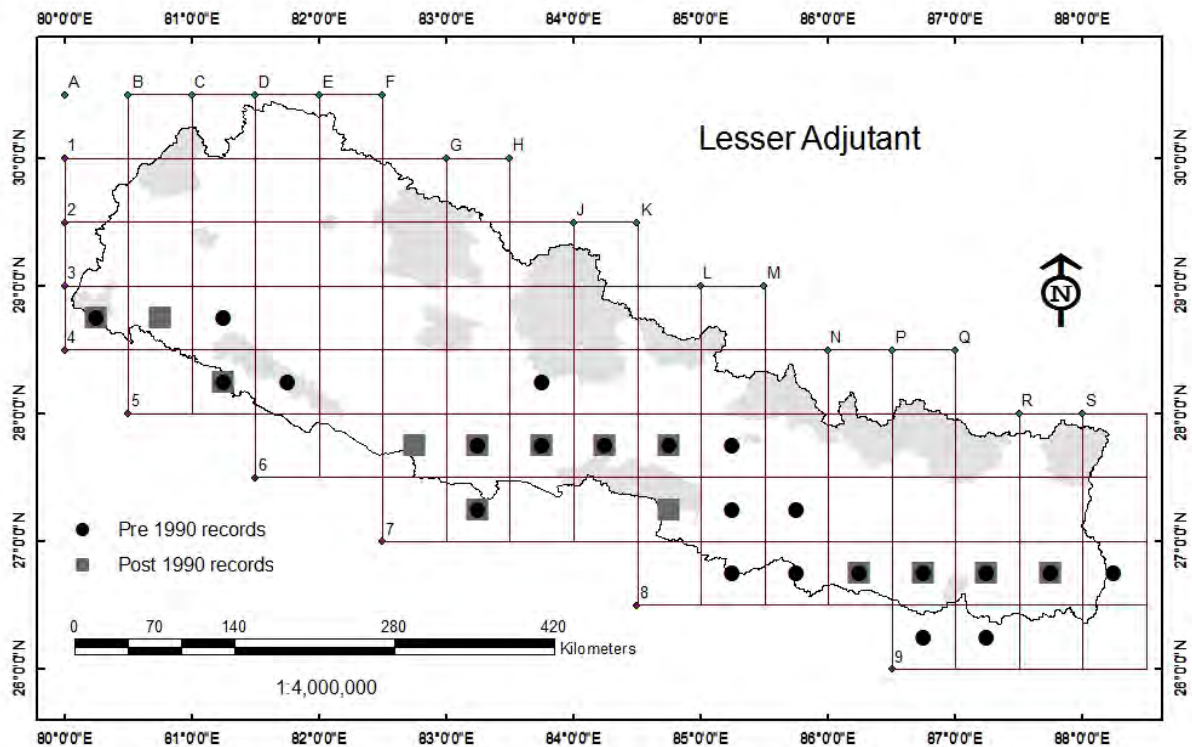 80°0'0"E 81°0'0"E 82°0'0"E 83°0'0"E 84°0'0"E 85°0'0"E 86°0'0"E 87°0'0"E 88°0'0"E
A B C D E F
Lesser Adjutant
1 G H
30°0'0"N 30°0'0"N
2 J K
3 L M
29°0'0"N 29°0'0"N
N
4 N P Q
5 R S
28°0'0"N 28°0'0"N
6
Pre 1990 records
7
27°0'0"N 27°0'0"N
Post 1990 records
8
0 70 140 280 420
Kilometers
9
26°0'0"N 26°0'0"N
1:4,000,000
80°0'0"E 81°0'0"E 82°0'0"E 83°0'0"E 84°0'0"E 85°0'0"E 86°0'0"E 87°0'0"E 88°0'0"E